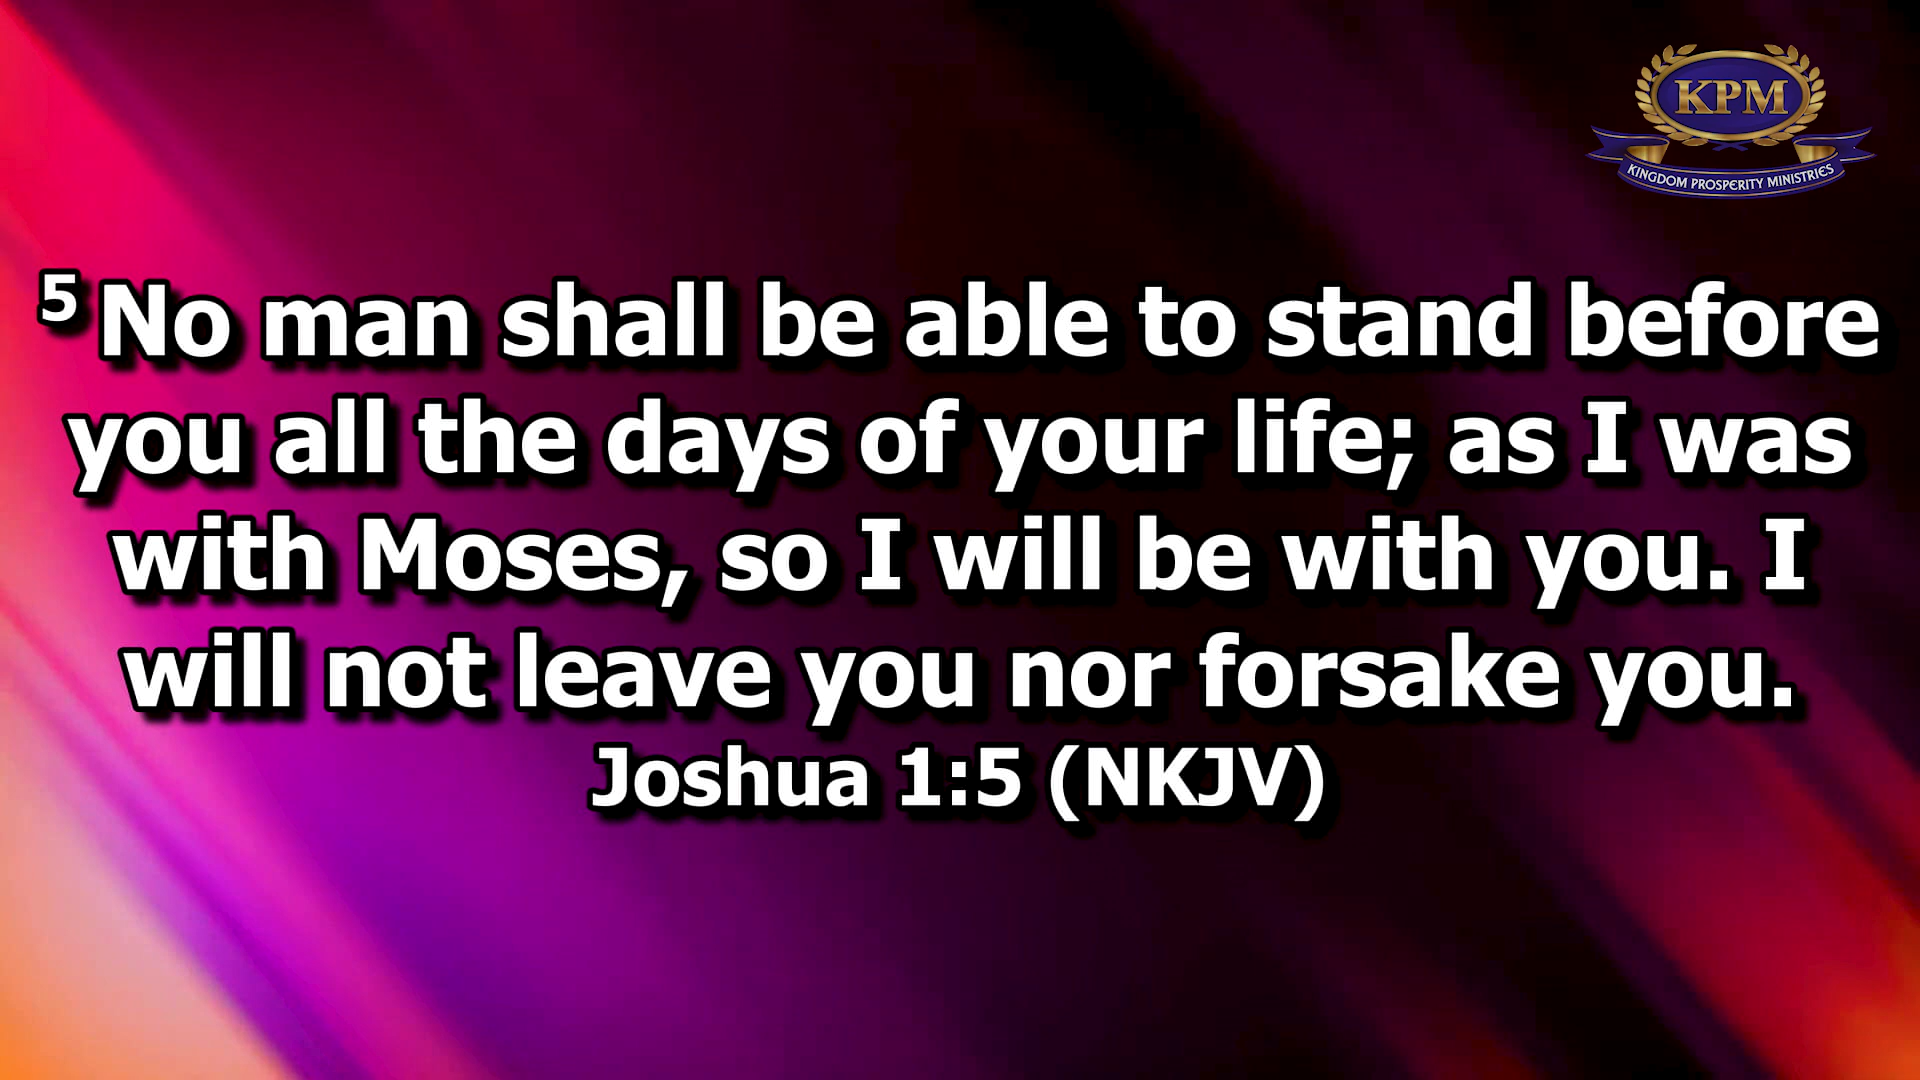 KPM
KINGDOM PROSPERITY MINISTRIES
5 No man shall be able to stand before
you all the days of your life; as I was
with Moses, so I will be with you. I
will not leave you nor forsake you.
Joshua 1:5 (NKJV)